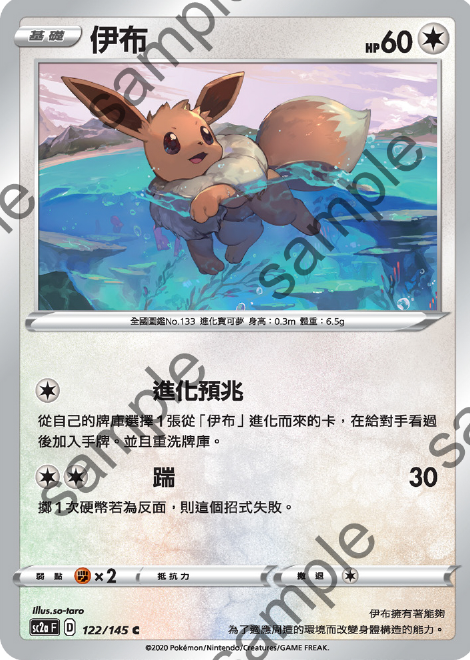 基礎 伊布 HP60
sample
sample
sample
sample
sample
sample
sample
全國圖鑑No.133 進化寶可夢 身高：0.3m 體重：6.5g
進化預兆
從自己的牌庫選擇1張從「伊布」進化而來的卡，在給對手看過
後加入手牌。並且重洗牌庫。
踹 30
擲1次硬幣若為反面，則這個招式失敗。
弱點 ×2 抵抗力 撤退
illus.so-taro
sc2a F D 122/145 C
伊布擁有著能夠
為了適應周遭的環境而改變身體構造的能力。
©2020 Pokémon/Nintendo/Creatures/GAME FREAK.